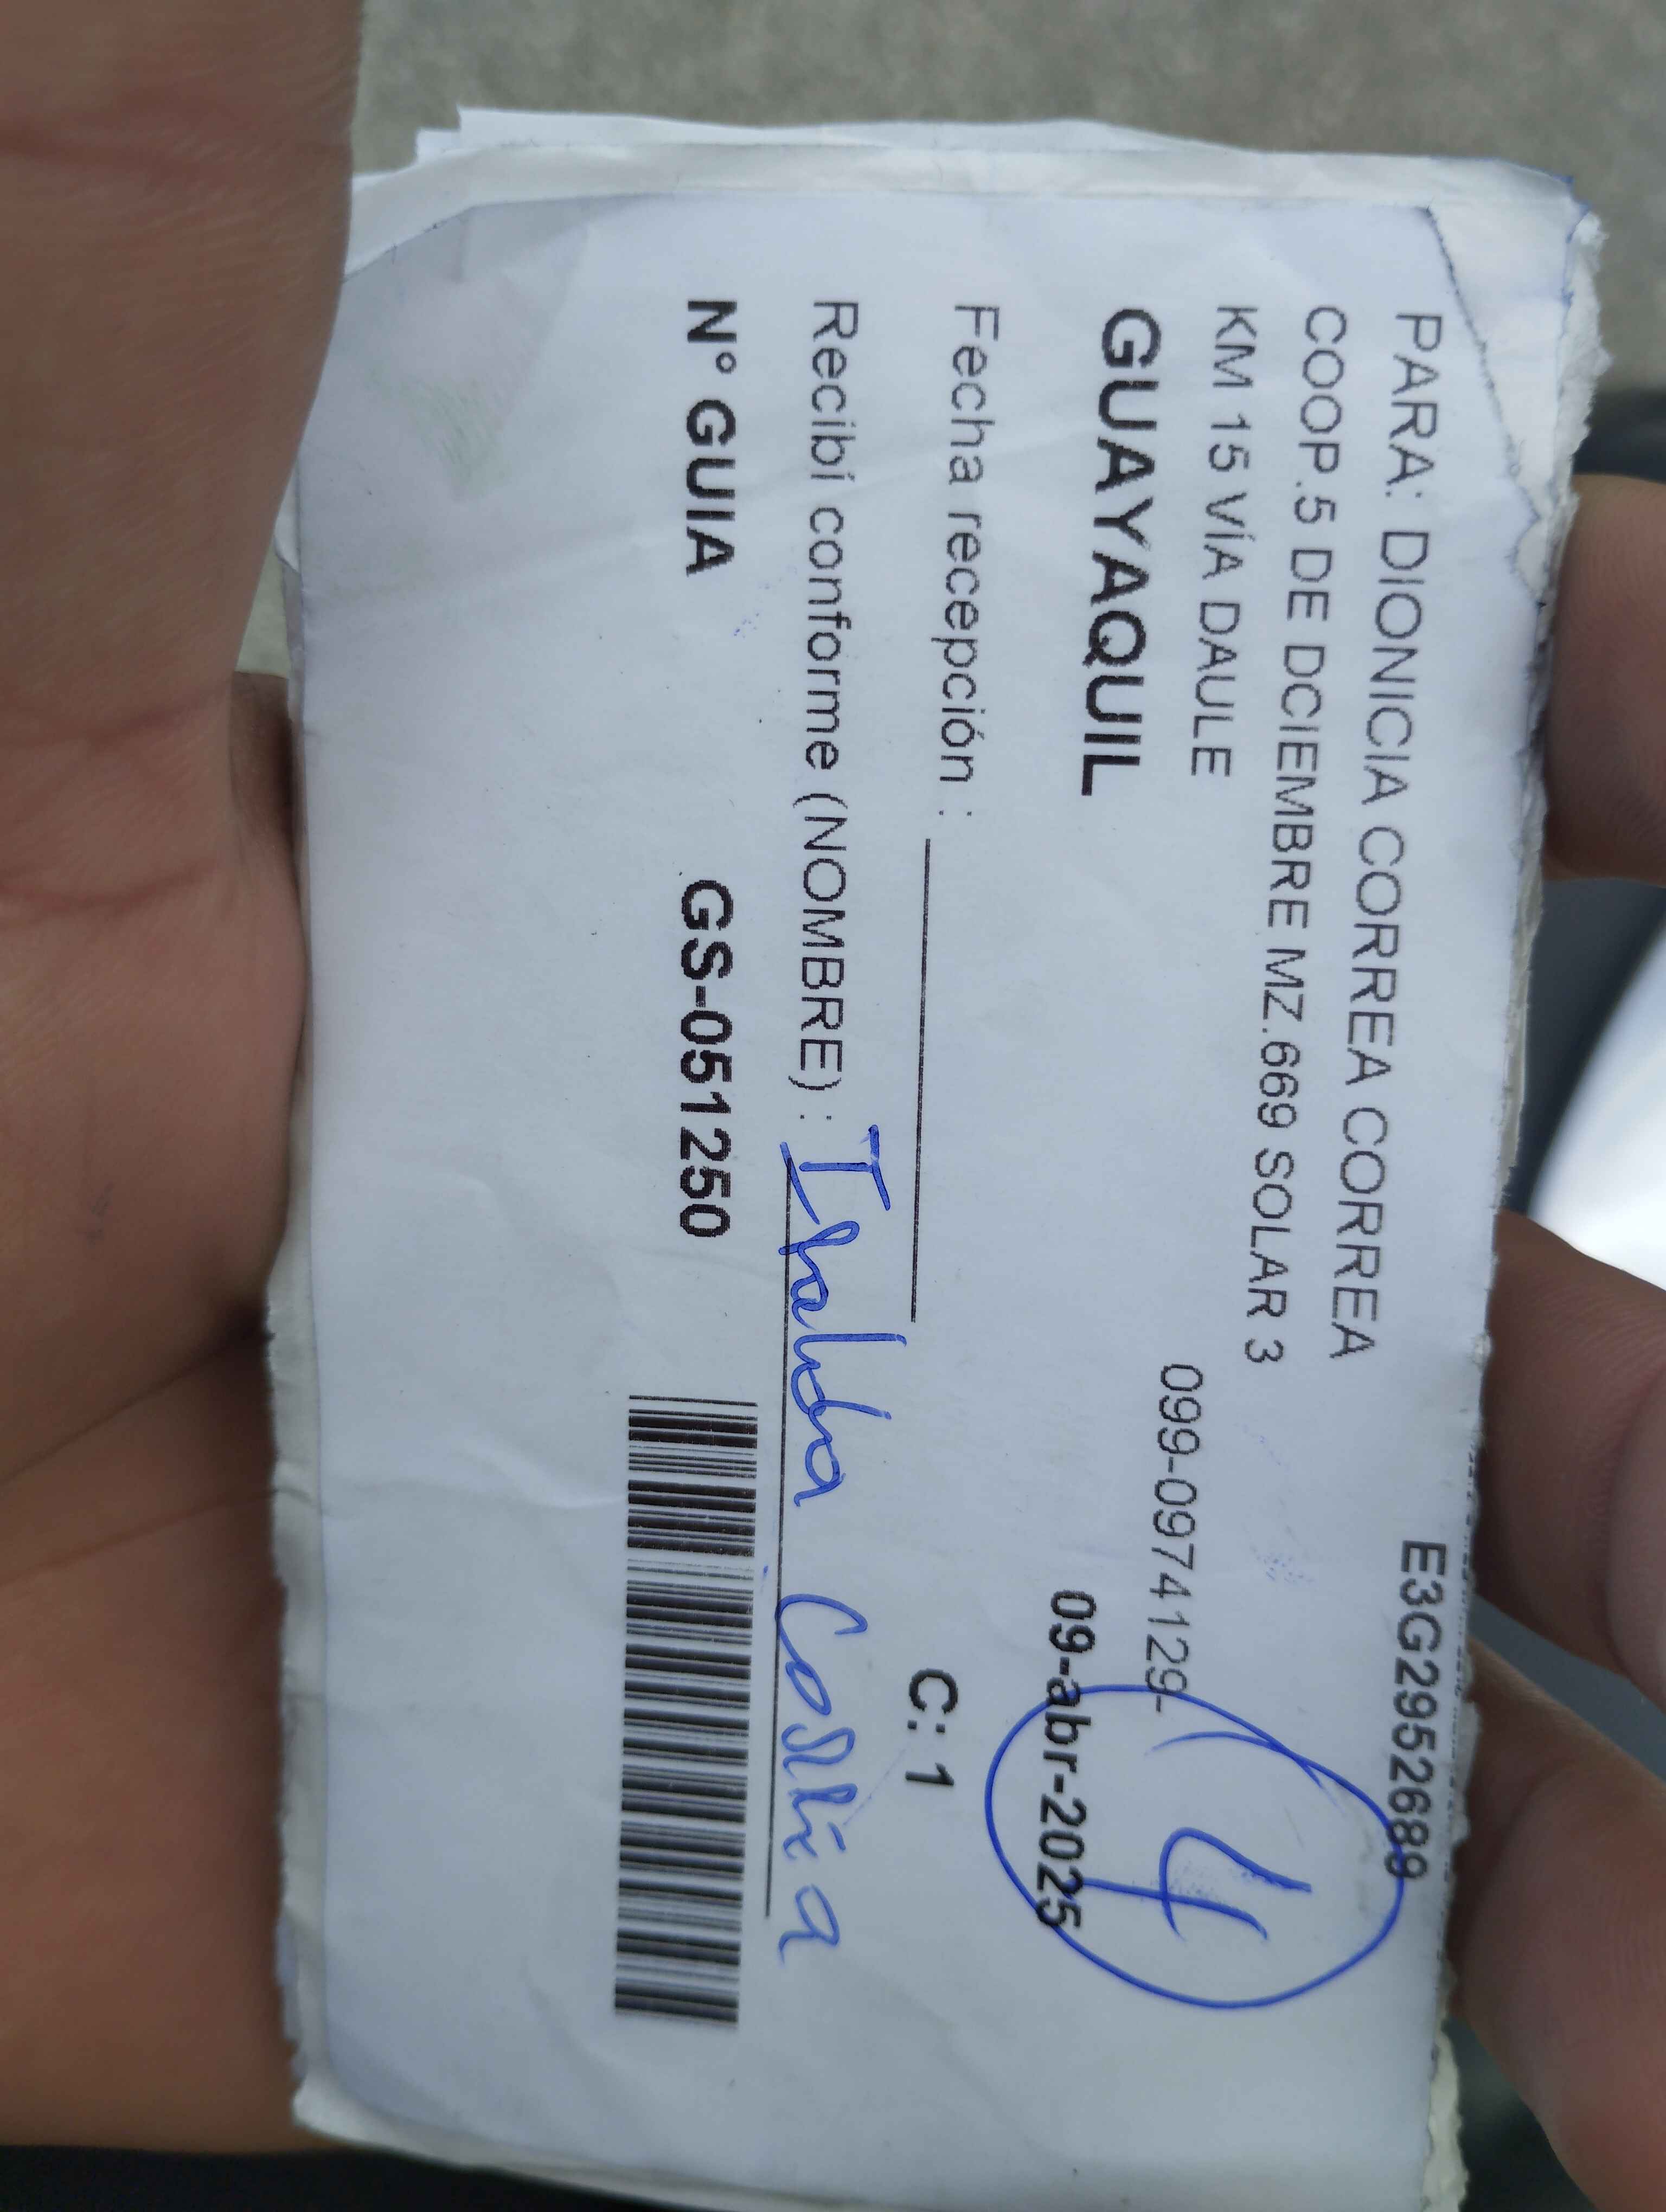 E3G2952689
PARA: DIONICIA CORREA CORREA
COOP.5 DE DCIEMBRE MZ.669 SOLAR 3
KM 15 VÍA DAULE
099-0974129-
4
GUAYAQUIL
09-abr-2025
Fecha recepción :
C: 1
Recibí conforme (NOMBRE) :
N° GUIA GS-051250